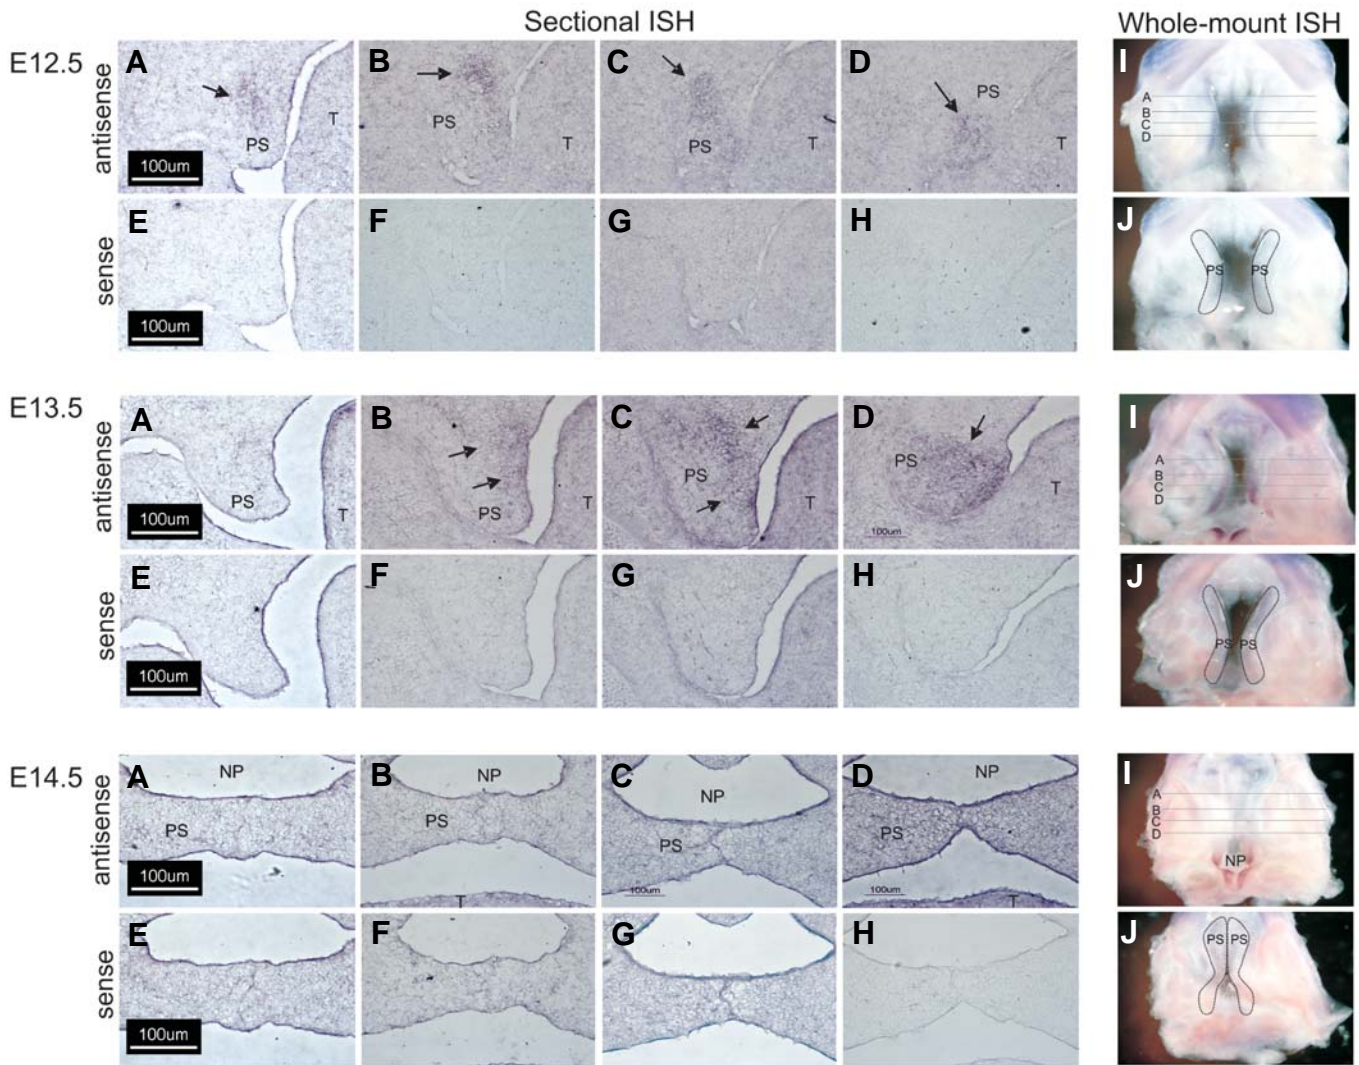 Sectional ISH Whole-mount ISH
E12.5
antisense
A PS T 100um
B PS T
C PS T
D PS T
I A B C D
sense
E 100um
F
G
H
J PS PS
E13.5
antisense
A PS T 100um
B PS T
C PS T
D PS T 100um
I A B C D
sense
E 100um
F
G
H
J PS PS
E14.5
antisense
A NP PS 100um
B NP PS T
C NP PS 100um
D NP PS 100um T
I A B C D NP
sense
E 100um
F
G
H
J PS PS